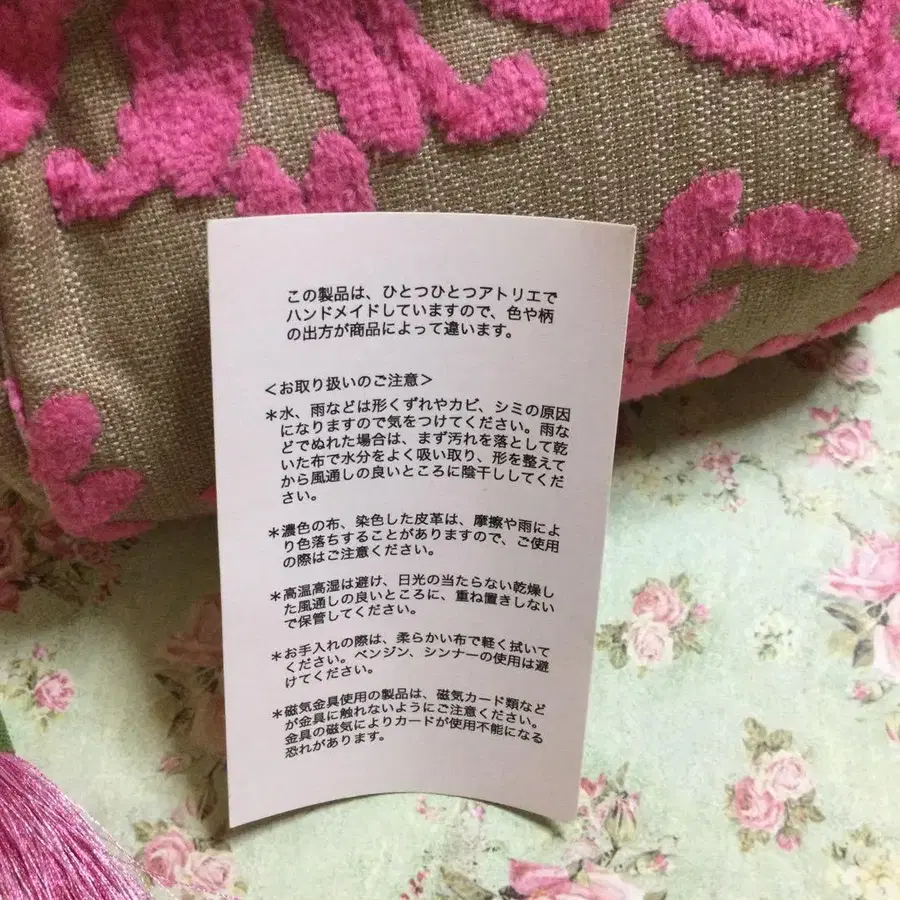 この製品は、ひとつひとつアトリエで
ハンドメイドしていますので、色や柄
の出方が商品によって違います。
＜お取り扱いのご注意＞
＊水、雨などは形くずれやカビ、シミの原因
になりますので気をつけてください。雨な
どでぬれた場合は、まず汚れを落として乾
いた布で水分をよく吸い取り、形を整えて
から風通しの良いところに陰干ししてくだ
さい。
＊濃色の布、染色した皮革は、摩擦や雨によ
り色落ちすることがありますので、ご使用
の際はご注意ください。
＊高温高湿は避け、日光の当たらない乾燥し
た風通しの良いところに、重ね置きしない
で保管してください。
＊お手入れの際は、柔らかい布で軽く拭いて
ください。ベンジン、シンナーの使用は避
けてください。
＊磁気金具使用の製品は、磁気カード類など
が金具に触れないようにご注意ください。
金具の磁気によりカードが使用不能になる
恐れがあります。